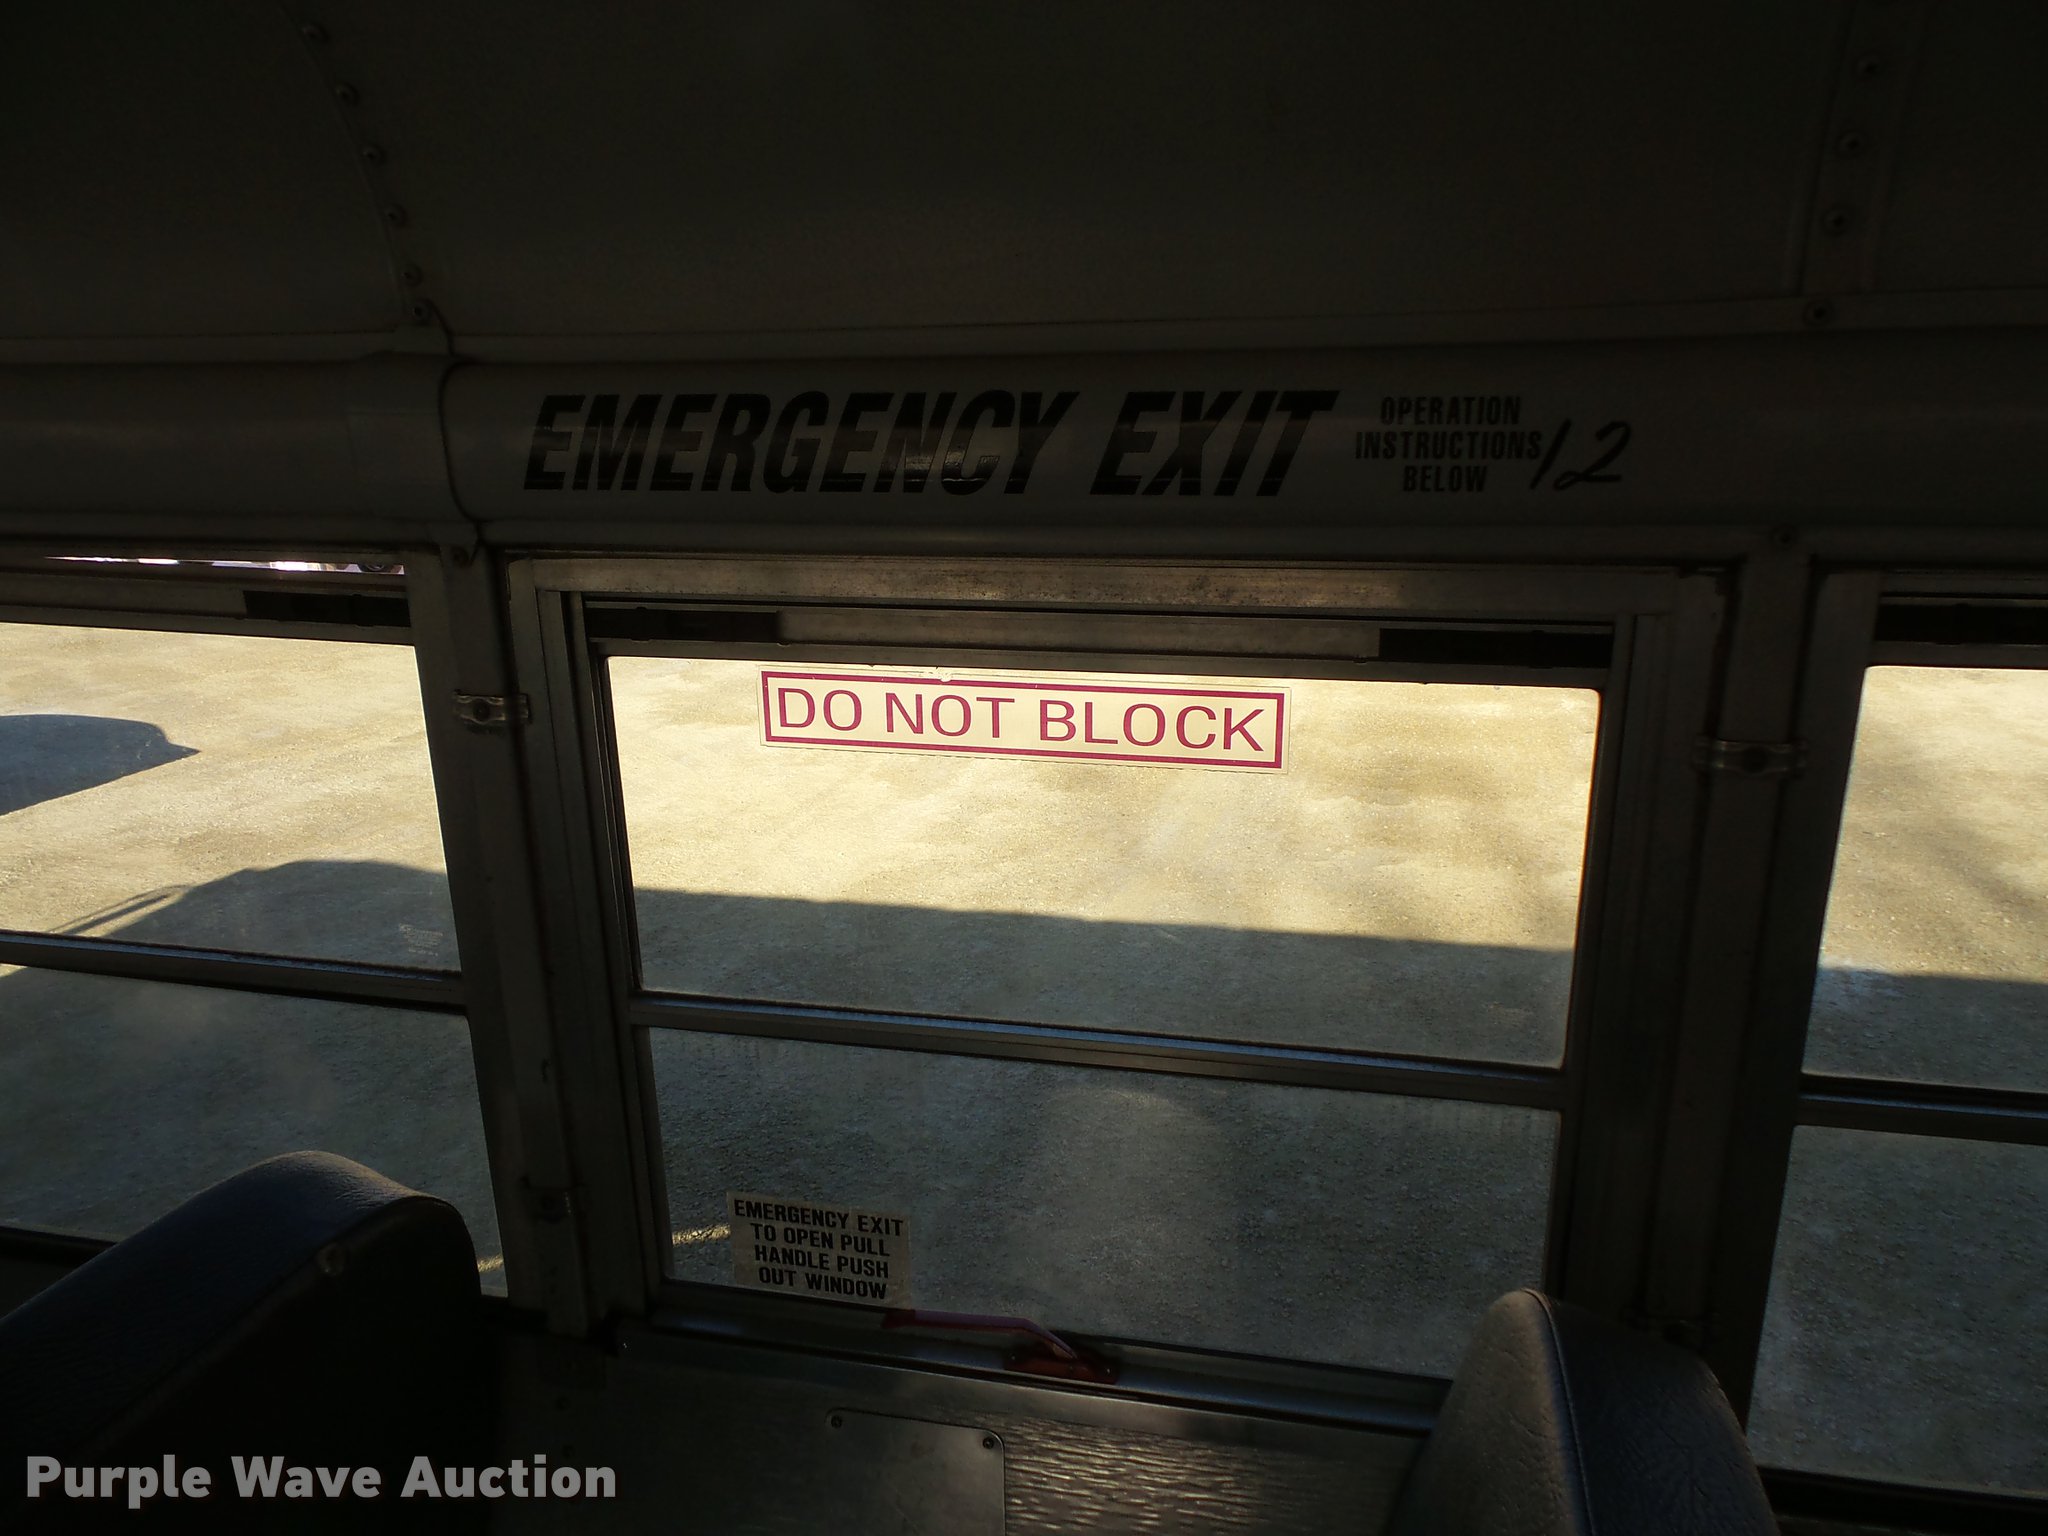 EMERGENCY EXIT
OPERATION
INSTRUCTIONS
BELOW
12
DO NOT BLOCK
EMERGENCY EXIT
TO OPEN PULL
HANDLE PUSH
OUT WINDOW
Purple Wave Auction